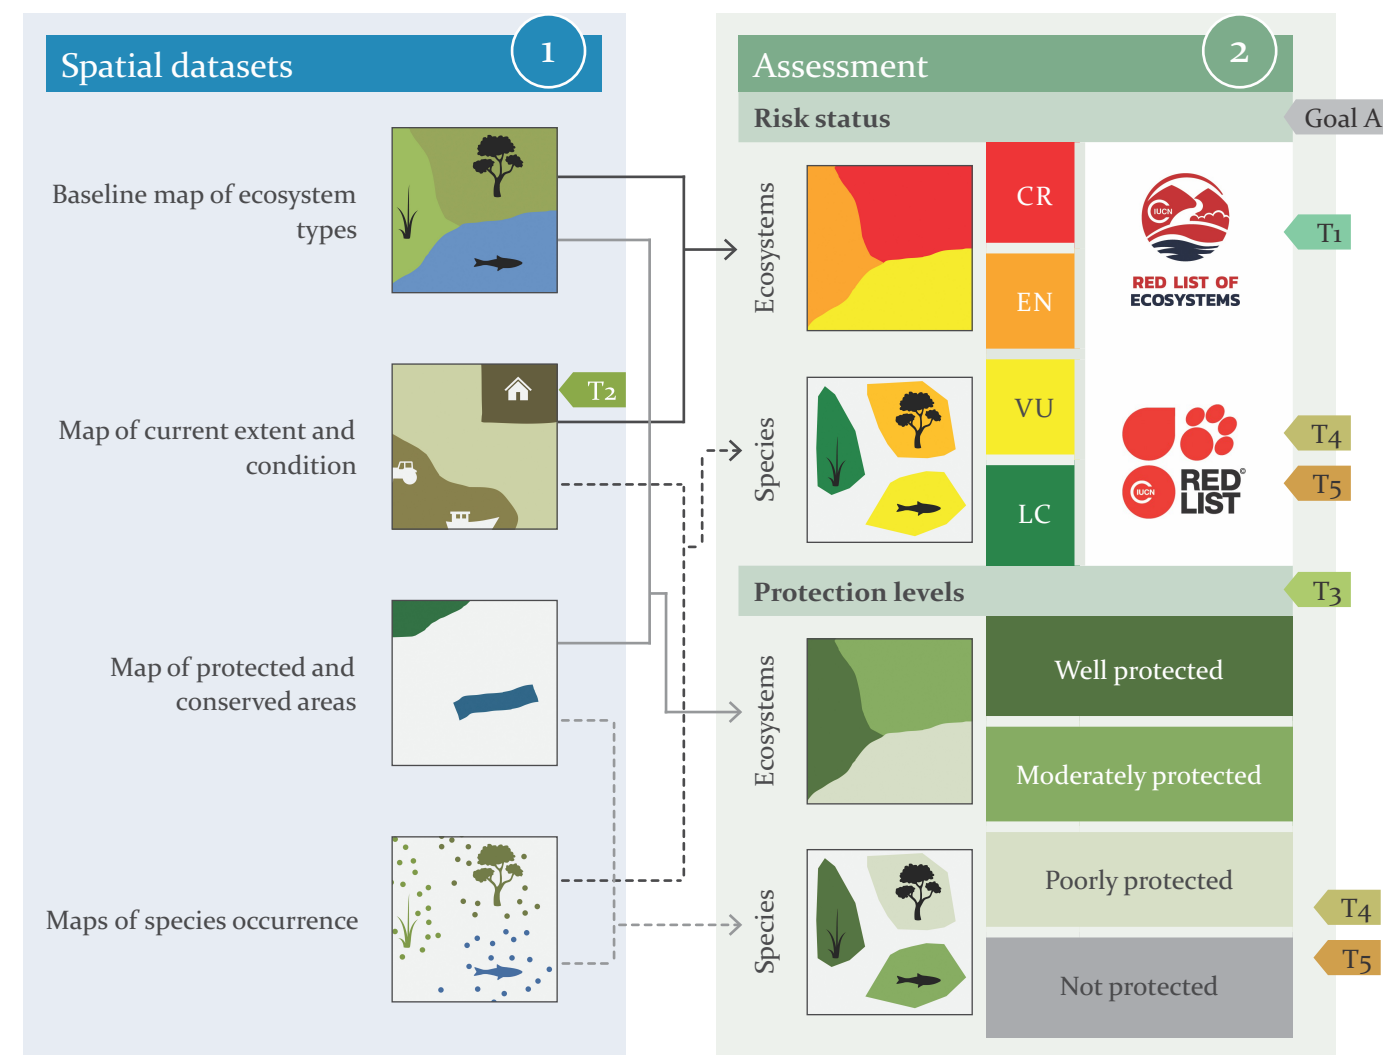 Spatial datasets
1
Baseline map of ecosystem
types
Map of current extent and
condition
T2
Map of protected and
conserved areas
Maps of species occurrence
Assessment
2
Risk status
Goal A
Ecosystems
CR
EN
VU
LC
IUCN
RED LIST OF
ECOSYSTEMS
T1
Species
IUCN
RED
LIST
©
T4
T5
Protection levels
T3
Ecosystems
Well protected
Moderately protected
Species
Poorly protected
Not protected
T4
T5